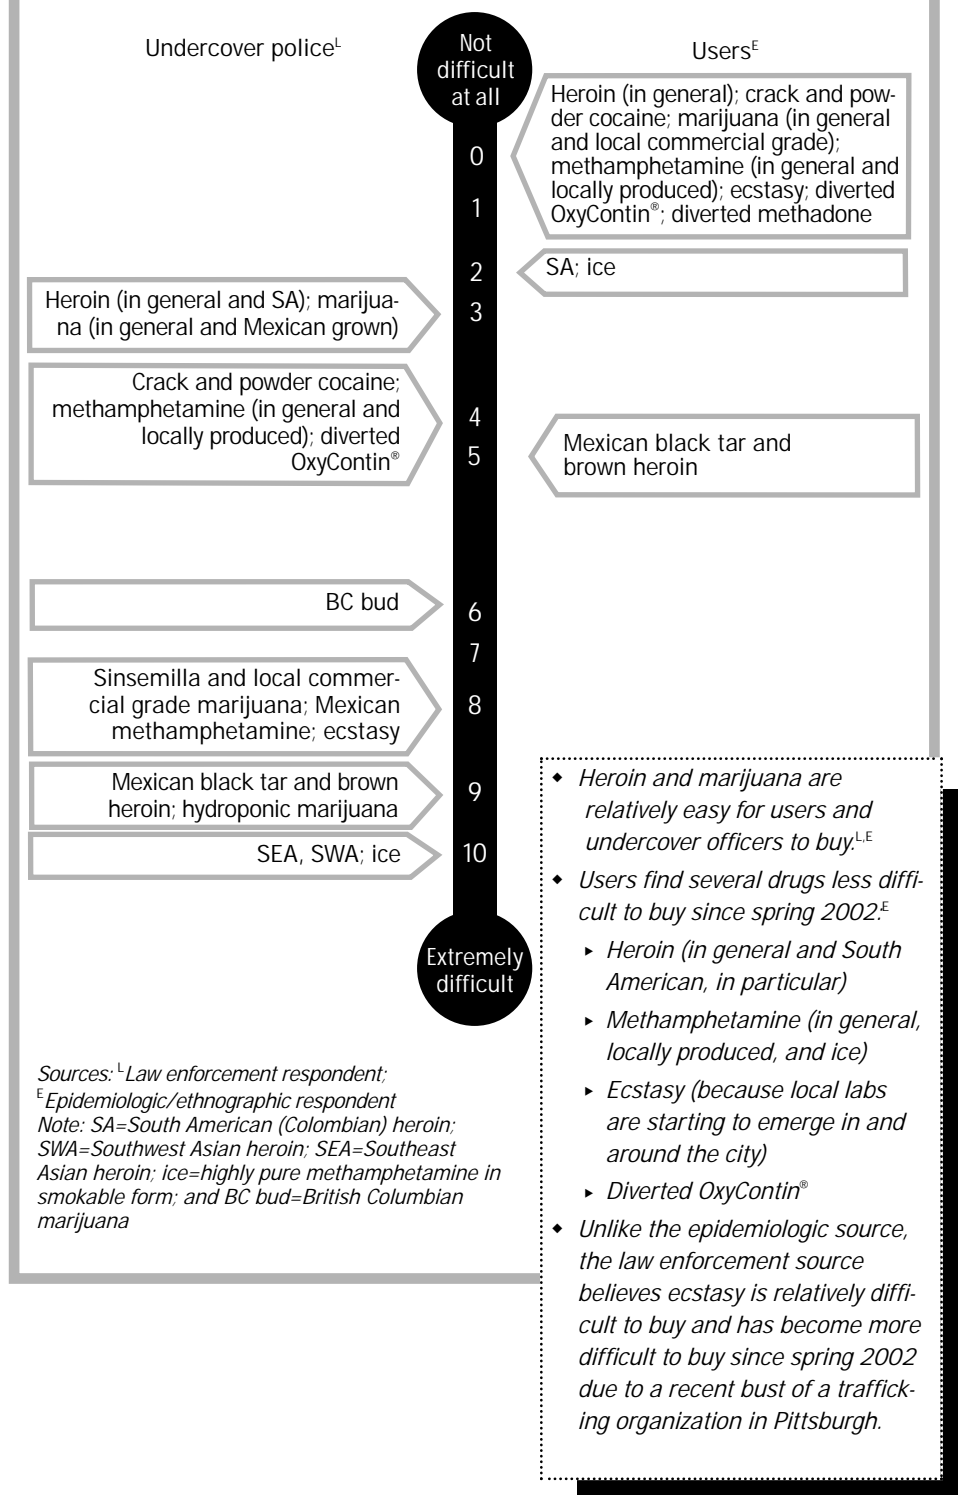 Undercover policeL
Not
difficult
at all
UsersE
0
1
2
3
4
5
6
7
8
9
10
Extremely
difficult
Heroin (in general and SA); marijua-
na (in general and Mexican grown)
Crack and powder cocaine;
methamphetamine (in general and
locally produced); diverted
OxyContin®
BC bud
Sinsemilla and local commer-
cial grade marijuana; Mexican
methamphetamine; ecstasy
Mexican black tar and brown
heroin; hydroponic marijuana
SEA, SWA; ice
Heroin (in general); crack and pow-
der cocaine; marijuana (in general
and local commercial grade);
methamphetamine (in general and
locally produced); ecstasy; diverted
OxyContin®; diverted methadone
SA; ice
Mexican black tar and
brown heroin
Sources: LLaw enforcement respondent;
EEpidemiologic/ethnographic respondent
Note: SA=South American (Colombian) heroin;
SWA=Southwest Asian heroin; SEA=Southeast
Asian heroin; ice=highly pure methamphetamine in
smokable form; and BC bud=British Columbian
marijuana
◆ Heroin and marijuana are
relatively easy for users and
undercover officers to buy.L,E
◆ Users find several drugs less diffi-
cult to buy since spring 2002:E
▸ Heroin (in general and South
American, in particular)
▸ Methamphetamine (in general,
locally produced, and ice)
▸ Ecstasy (because local labs
are starting to emerge in and
around the city)
▸ Diverted OxyContin®
◆ Unlike the epidemiologic source,
the law enforcement source
believes ecstasy is relatively diffi-
cult to buy and has become more
difficult to buy since spring 2002
due to a recent bust of a traffick-
ing organization in Pittsburgh.